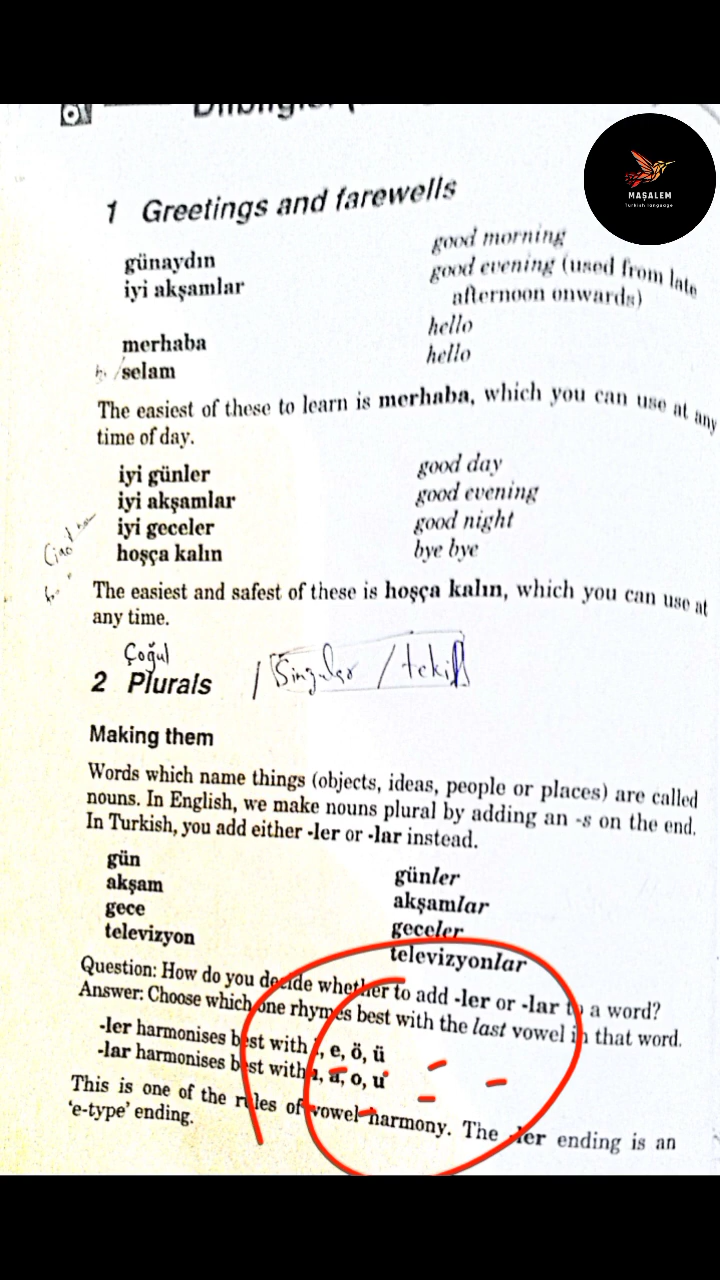 MAŞALEM
Turkish language
1 Greetings and farewells
günaydın good morning
iyi akşamlar good evening (used from late
afternoon onwards)
merhaba hello
selam hello
The easiest of these to learn is merhaba, which you can use at any
time of day.
iyi günler good day
iyi akşamlar good evening
iyi geceler good night
hoşça kalın bye bye
The easiest and safest of these is hoşça kalın, which you can use at
any time.
Çoğul
2 Plurals / Singular / tekil
Making them
Words which name things (objects, ideas, people or places) are called
nouns. In English, we make nouns plural by adding an -s on the end.
In Turkish, you add either -ler or -lar instead.
gün günler
akşam akşamlar
gece geceler
televizyon televizyonlar
Question: How do you decide whether to add -ler or -lar to a word?
Answer: Choose which one rhymes best with the last vowel in that word.
-ler harmonises best with i, e, ö, ü
-lar harmonises best with ı, a, o, u
This is one of the rules of vowel harmony. The -ler ending is an
'e-type' ending.